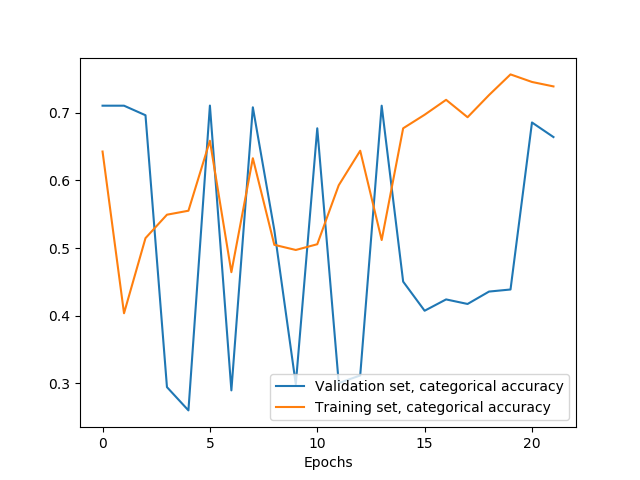 0.7
0.6
0.5
0.4
0.3
Validation set, categorical accuracy
Training set, categorical accuracy
0 5 10 15 20
Epochs